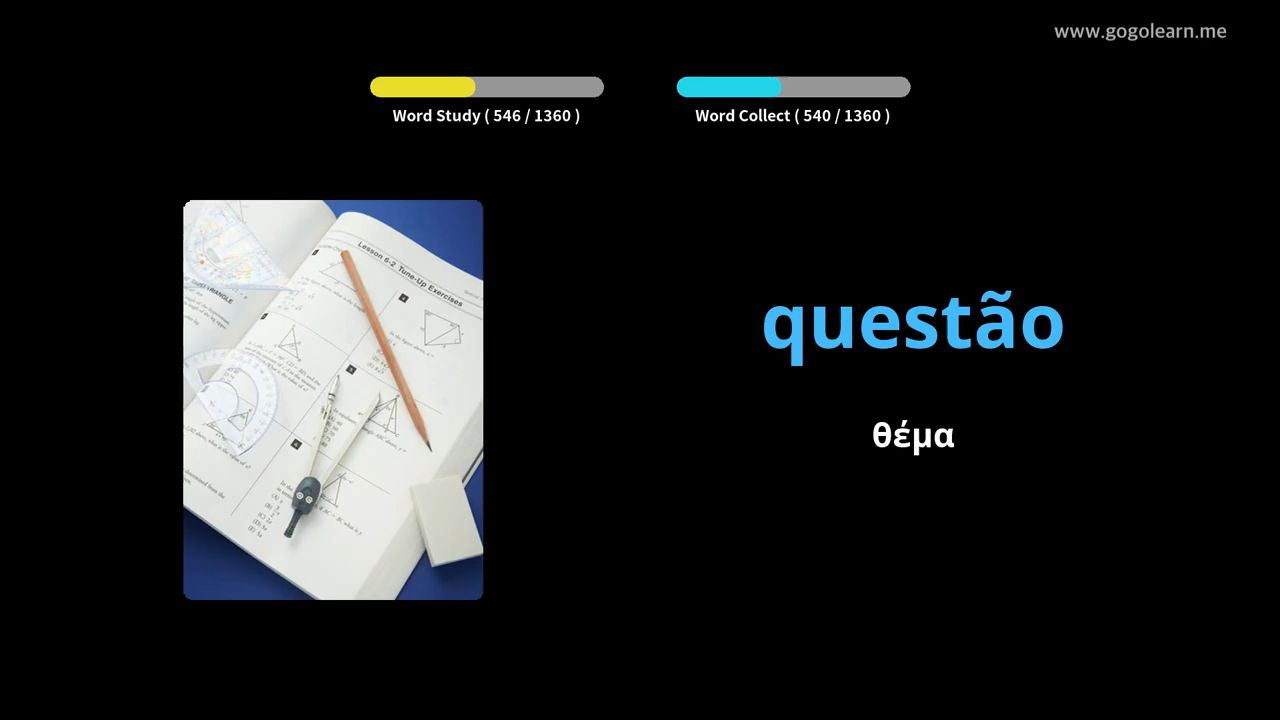 www.gogolearn.me
Word Study ( 546 / 1360 )
Word Collect ( 540 / 1360 )
Lesson 6-2 Tune-Up Exercises
questão
θέμα